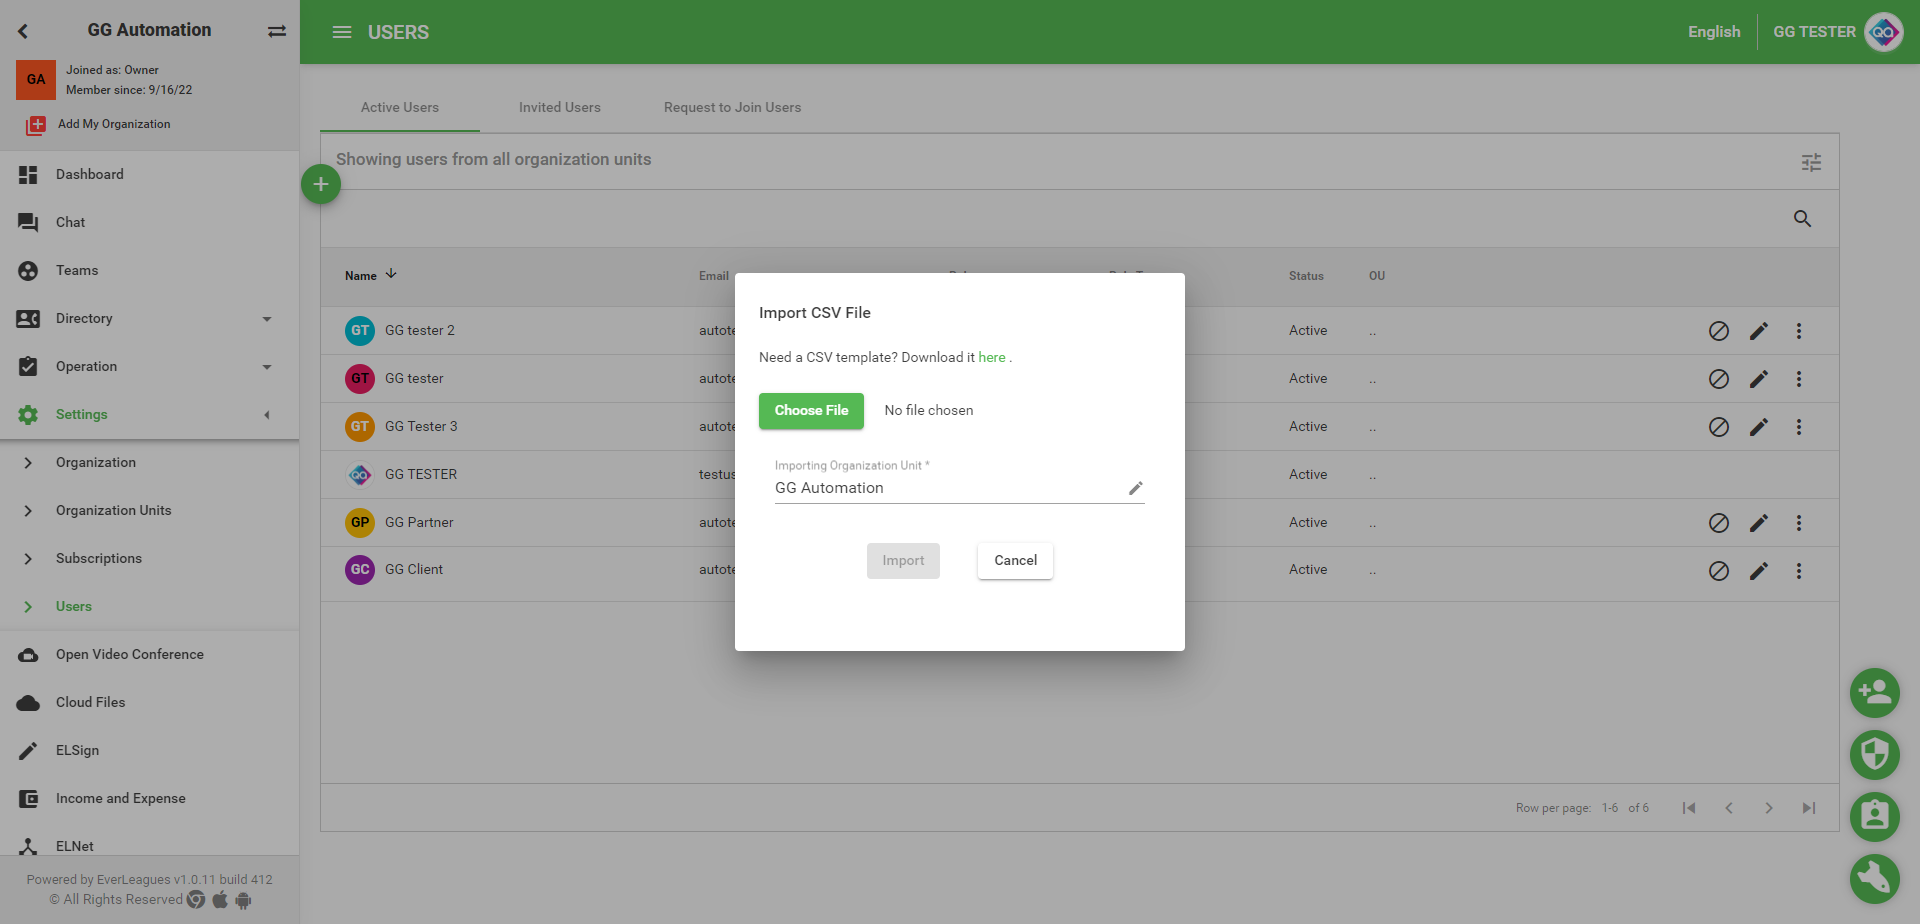 GG Automation
GA
Joined as: Owner
Member since: 9/16/22
Add My Organization
Dashboard
Chat
Teams
Directory
Operation
Settings
Organization
Organization Units
Subscriptions
Users
Open Video Conference
Cloud Files
ELSign
Income and Expense
ELNet
Powered by EverLeagues v1.0.11 build 412
© All Rights Reserved
USERS
English
GG TESTER
Active Users
Invited Users
Request to Join Users
Showing users from all organization units
Name
Email
Status
OU
GT
GG tester 2
autote
Active
..
GT
GG tester
autote
Active
..
GT
GG Tester 3
autote
Active
..
GG TESTER
testus
Active
..
GP
GG Partner
autote
Active
..
GC
GG Client
autote
Active
..
Import CSV File
Need a CSV template? Download it here .
Choose File
No file chosen
Importing Organization Unit *
GG Automation
Import
Cancel
Row per page:
1-6
of 6